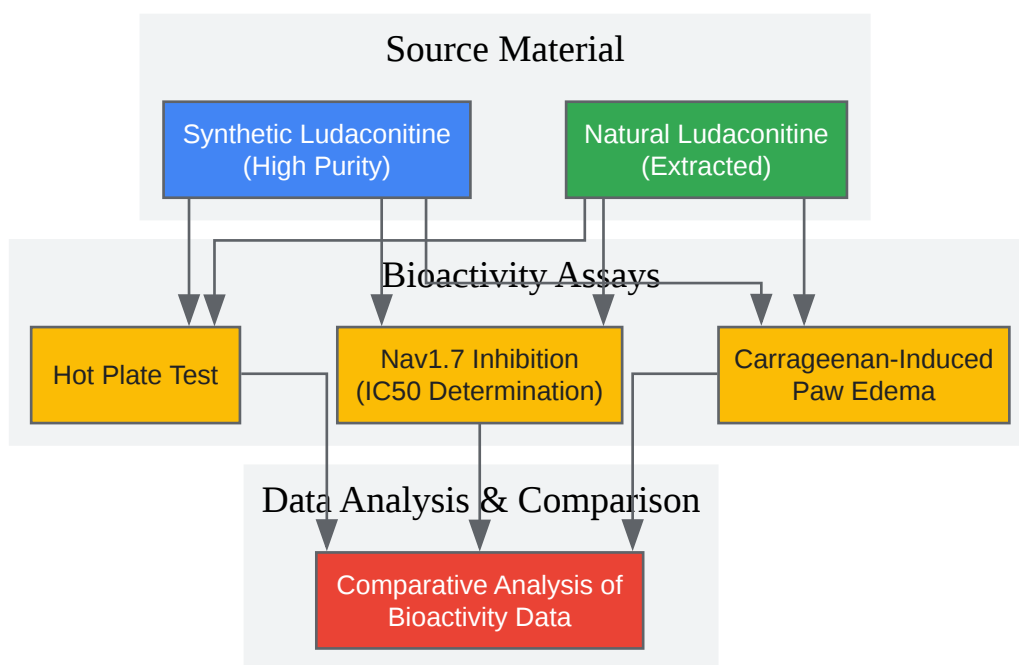 Source Material
Synthetic Ludaconitine
(High Purity)
Natural Ludaconitine
(Extracted)
Bioactivity Assays
Hot Plate Test
Nav1.7 Inhibition
(IC50 Determination)
Carrageenan-Induced
Paw Edema
Data Analysis & Comparison
Comparative Analysis of
Bioactivity Data